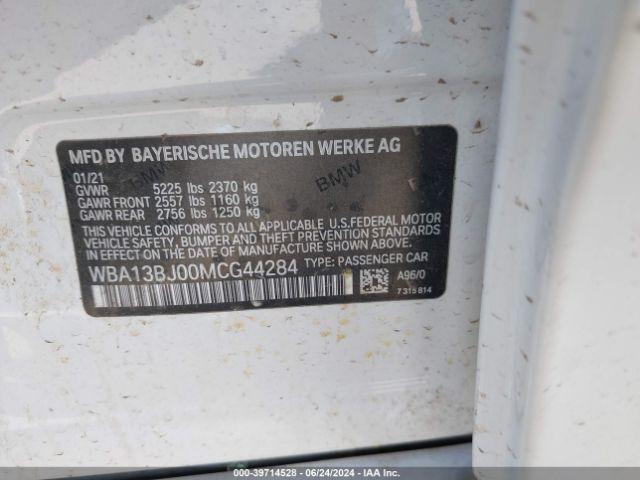 MFD BY BAYERISCHE MOTOREN WERKE AG
01/21
GVWR 5225 lbs 2370 kg
GAWR FRONT 2557 lbs 1160 kg
GAWR REAR 2756 lbs 1250 kg
THIS VEHICLE CONFORMS TO ALL APPLICABLE U.S.FEDERAL MOTOR
VEHICLE SAFETY, BUMPER AND THEFT PREVENTION STANDARDS
IN EFFECT ON THE DATE OF MANUFACTURE SHOWN ABOVE.
WBA13BJ00MCG44284 TYPE: PASSENGER CAR
A96/0
7315814
BMW
BMW
000-39714528 - 06/24/2024 - IAA Inc.